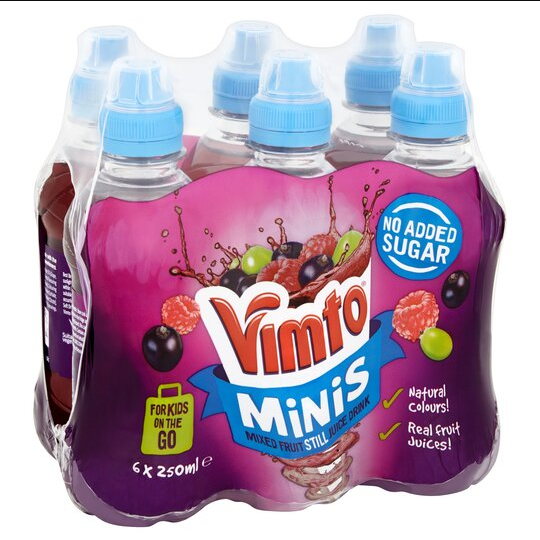 NO ADDED
SUGAR
Vimto®
MiNiS
MIXED FRUIT STILL JUICE DRINK
FOR KIDS
ON THE
GO
6 x 250ml e
Natural
colours!
Real fruit
Juices!